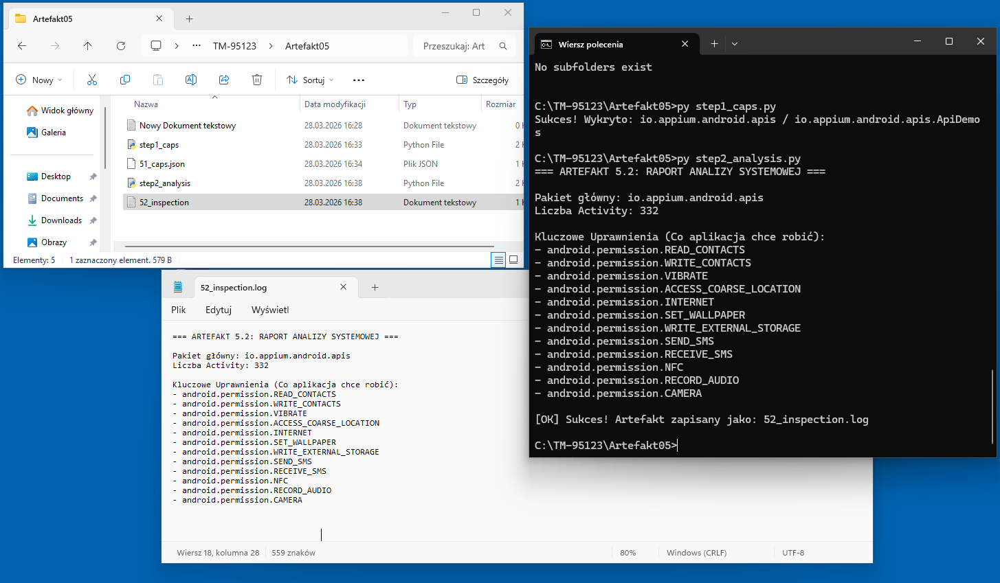 Artefakt05
TM-95123
Artefakt05
Przeszukaj: Art
Nowy
Sortuj
Szczegóły
Widok główny
Galeria
Desktop
Documents
Downloads
Obrazy
Nazwa Data modyfikacji Typ Rozmiar
Nowy Dokument tekstowy 28.03.2026 16:28 Dokument tekstowy 0
step1_caps 28.03.2026 16:33 Python File 2
51_caps.json 28.03.2026 16:34 Plik JSON 1
step2_analysis 28.03.2026 16:38 Python File 2
52_inspection 28.03.2026 16:38 Dokument tekstowy 1
Elementy: 5 1 zaznaczony element. 579 B
52_inspection.log
Plik Edytuj Wyświetl
=== ARTEFAKT 5.2: RAPORT ANALIZY SYSTEMOWEJ ===
Pakiet główny: io.appium.android.apis
Liczba Activity: 332
Kluczowe Uprawnienia (Co aplikacja chce robić):
- android.permission.READ_CONTACTS
- android.permission.WRITE_CONTACTS
- android.permission.VIBRATE
- android.permission.ACCESS_COARSE_LOCATION
- android.permission.INTERNET
- android.permission.SET_WALLPAPER
- android.permission.WRITE_EXTERNAL_STORAGE
- android.permission.SEND_SMS
- android.permission.RECEIVE_SMS
- android.permission.NFC
- android.permission.RECORD_AUDIO
- android.permission.CAMERA
Wiersz 18, kolumna 28 559 znaków 80% Windows (CRLF) UTF-8
Wiersz polecenia
No subfolders exist
C:\TM-95123\Artefakt05>py step1_caps.py
Sukces! Wykryto: io.appium.android.apis / io.appium.android.apis.ApiDemo
s
C:\TM-95123\Artefakt05>py step2_analysis.py
=== ARTEFAKT 5.2: RAPORT ANALIZY SYSTEMOWEJ ===
Pakiet główny: io.appium.android.apis
Liczba Activity: 332
Kluczowe Uprawnienia (Co aplikacja chce robić):
- android.permission.READ_CONTACTS
- android.permission.WRITE_CONTACTS
- android.permission.VIBRATE
- android.permission.ACCESS_COARSE_LOCATION
- android.permission.INTERNET
- android.permission.SET_WALLPAPER
- android.permission.WRITE_EXTERNAL_STORAGE
- android.permission.SEND_SMS
- android.permission.RECEIVE_SMS
- android.permission.NFC
- android.permission.RECORD_AUDIO
- android.permission.CAMERA
[OK] Sukces! Artefakt zapisany jako: 52_inspection.log
C:\TM-95123\Artefakt05>